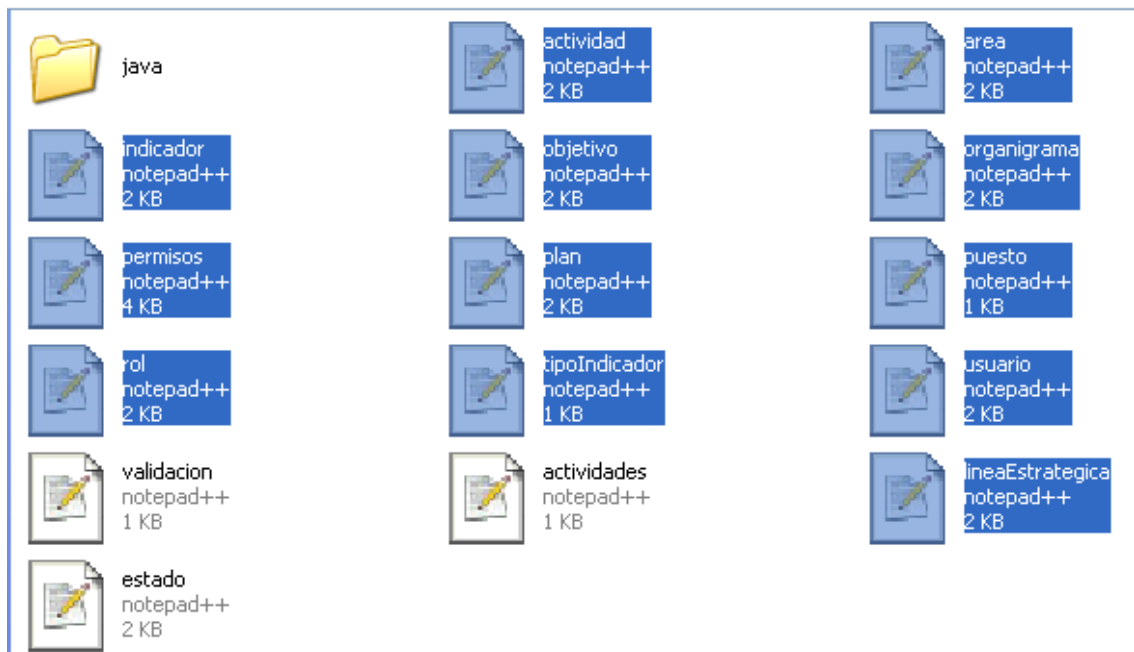 java
actividad
notepad++
2 KB
area
notepad++
2 KB
indicador
notepad++
2 KB
objetivo
notepad++
2 KB
organigrama
notepad++
2 KB
permisos
notepad++
4 KB
plan
notepad++
2 KB
puesto
notepad++
1 KB
rol
notepad++
2 KB
tipoIndicador
notepad++
1 KB
usuario
notepad++
2 KB
validacion
notepad++
1 KB
actividades
notepad++
1 KB
lineaEstrategica
notepad++
2 KB
estado
notepad++
2 KB